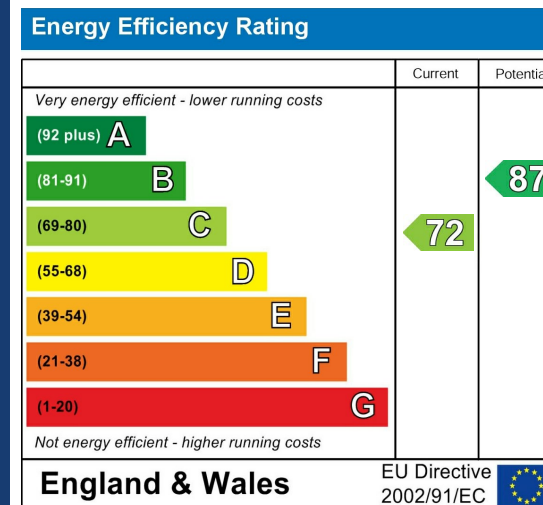 Energy Efficiency Rating
Current
Very energy efficient - lower running costs
(92 plus) A
(81-91) B
87
(69-80) C
72
(55-68) D
(39-54) E
(21-38) F
(1-20) G
Not energy efficient - higher running costs
England & Wales
EU Directive
2002/91/EC